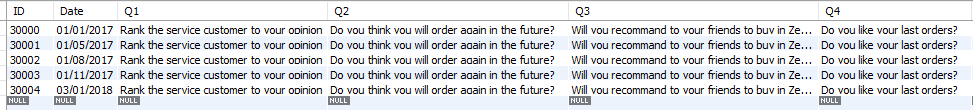 ID Date Q1 Q2 Q3 Q4
30000 01/01/2017 Rank the service customer to your opinion Do you think you will order again in the future? Will you recommand to your friends to buy in Ze... Do you like your last orders?
30001 01/05/2017 Rank the service customer to your opinion Do you think you will order again in the future? Will you recommand to your friends to buy in Ze... Do you like your last orders?
30002 01/08/2017 Rank the service customer to your opinion Do you think you will order again in the future? Will you recommand to your friends to buy in Ze... Do you like your last orders?
30003 01/11/2017 Rank the service customer to your opinion Do you think you will order again in the future? Will you recommand to your friends to buy in Ze... Do you like your last orders?
30004 03/01/2018 Rank the service customer to your opinion Do you think you will order again in the future? Will you recommand to your friends to buy in Ze... Do you like your last orders?
NULL NULL NULL NULL NULL NULL